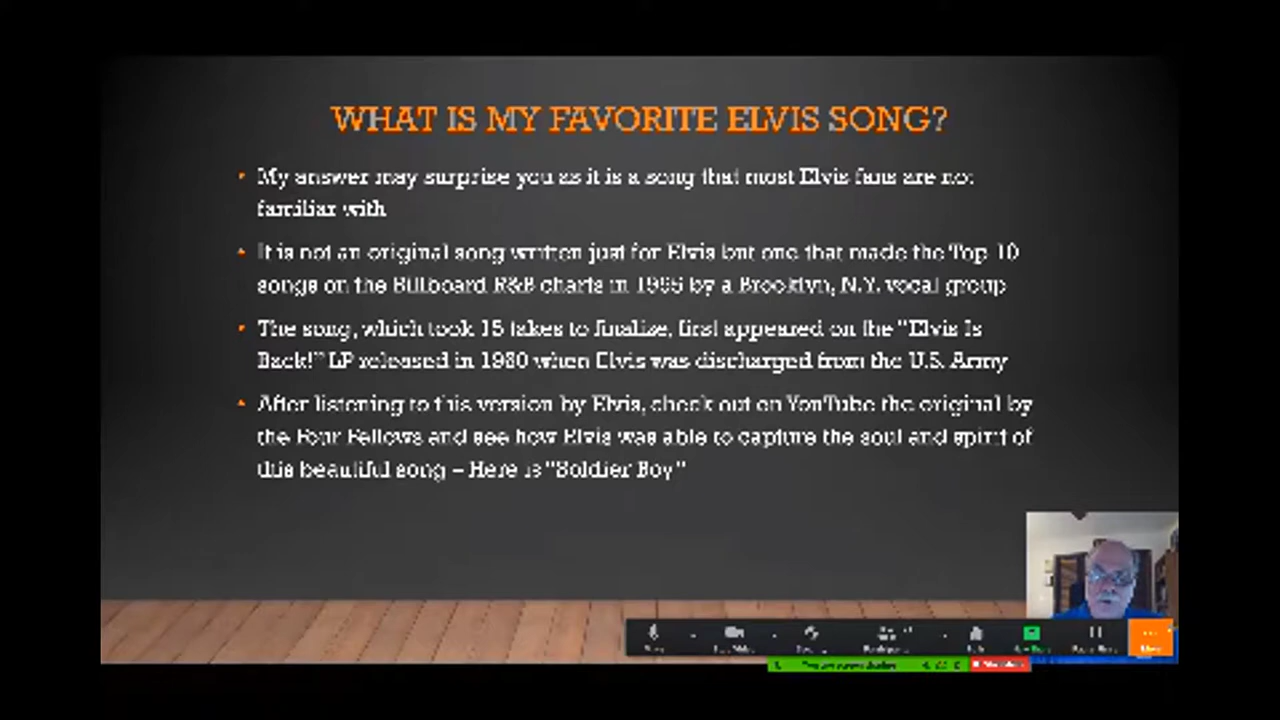 WHAT IS MY FAVORITE ELVIS SONG?
My answer may surprise you as it is a song that most Elvis fans are not
familiar with
It is not an original song written just for Elvis but one that made the Top 10
songs on the Billboard R&B charts in 1955 by a Brooklyn, N.Y. vocal group
The song, which took 15 takes to finalize, first appeared on the "Elvis Is
Back!" LP released in 1960 when Elvis was discharged from the U.S. Army
After listening to this version by Elvis, check out on YouTube the original by
the Four Fellows and see how Elvis was able to capture the soul and spirit of
this beautiful song – Here is "Soldier Boy"